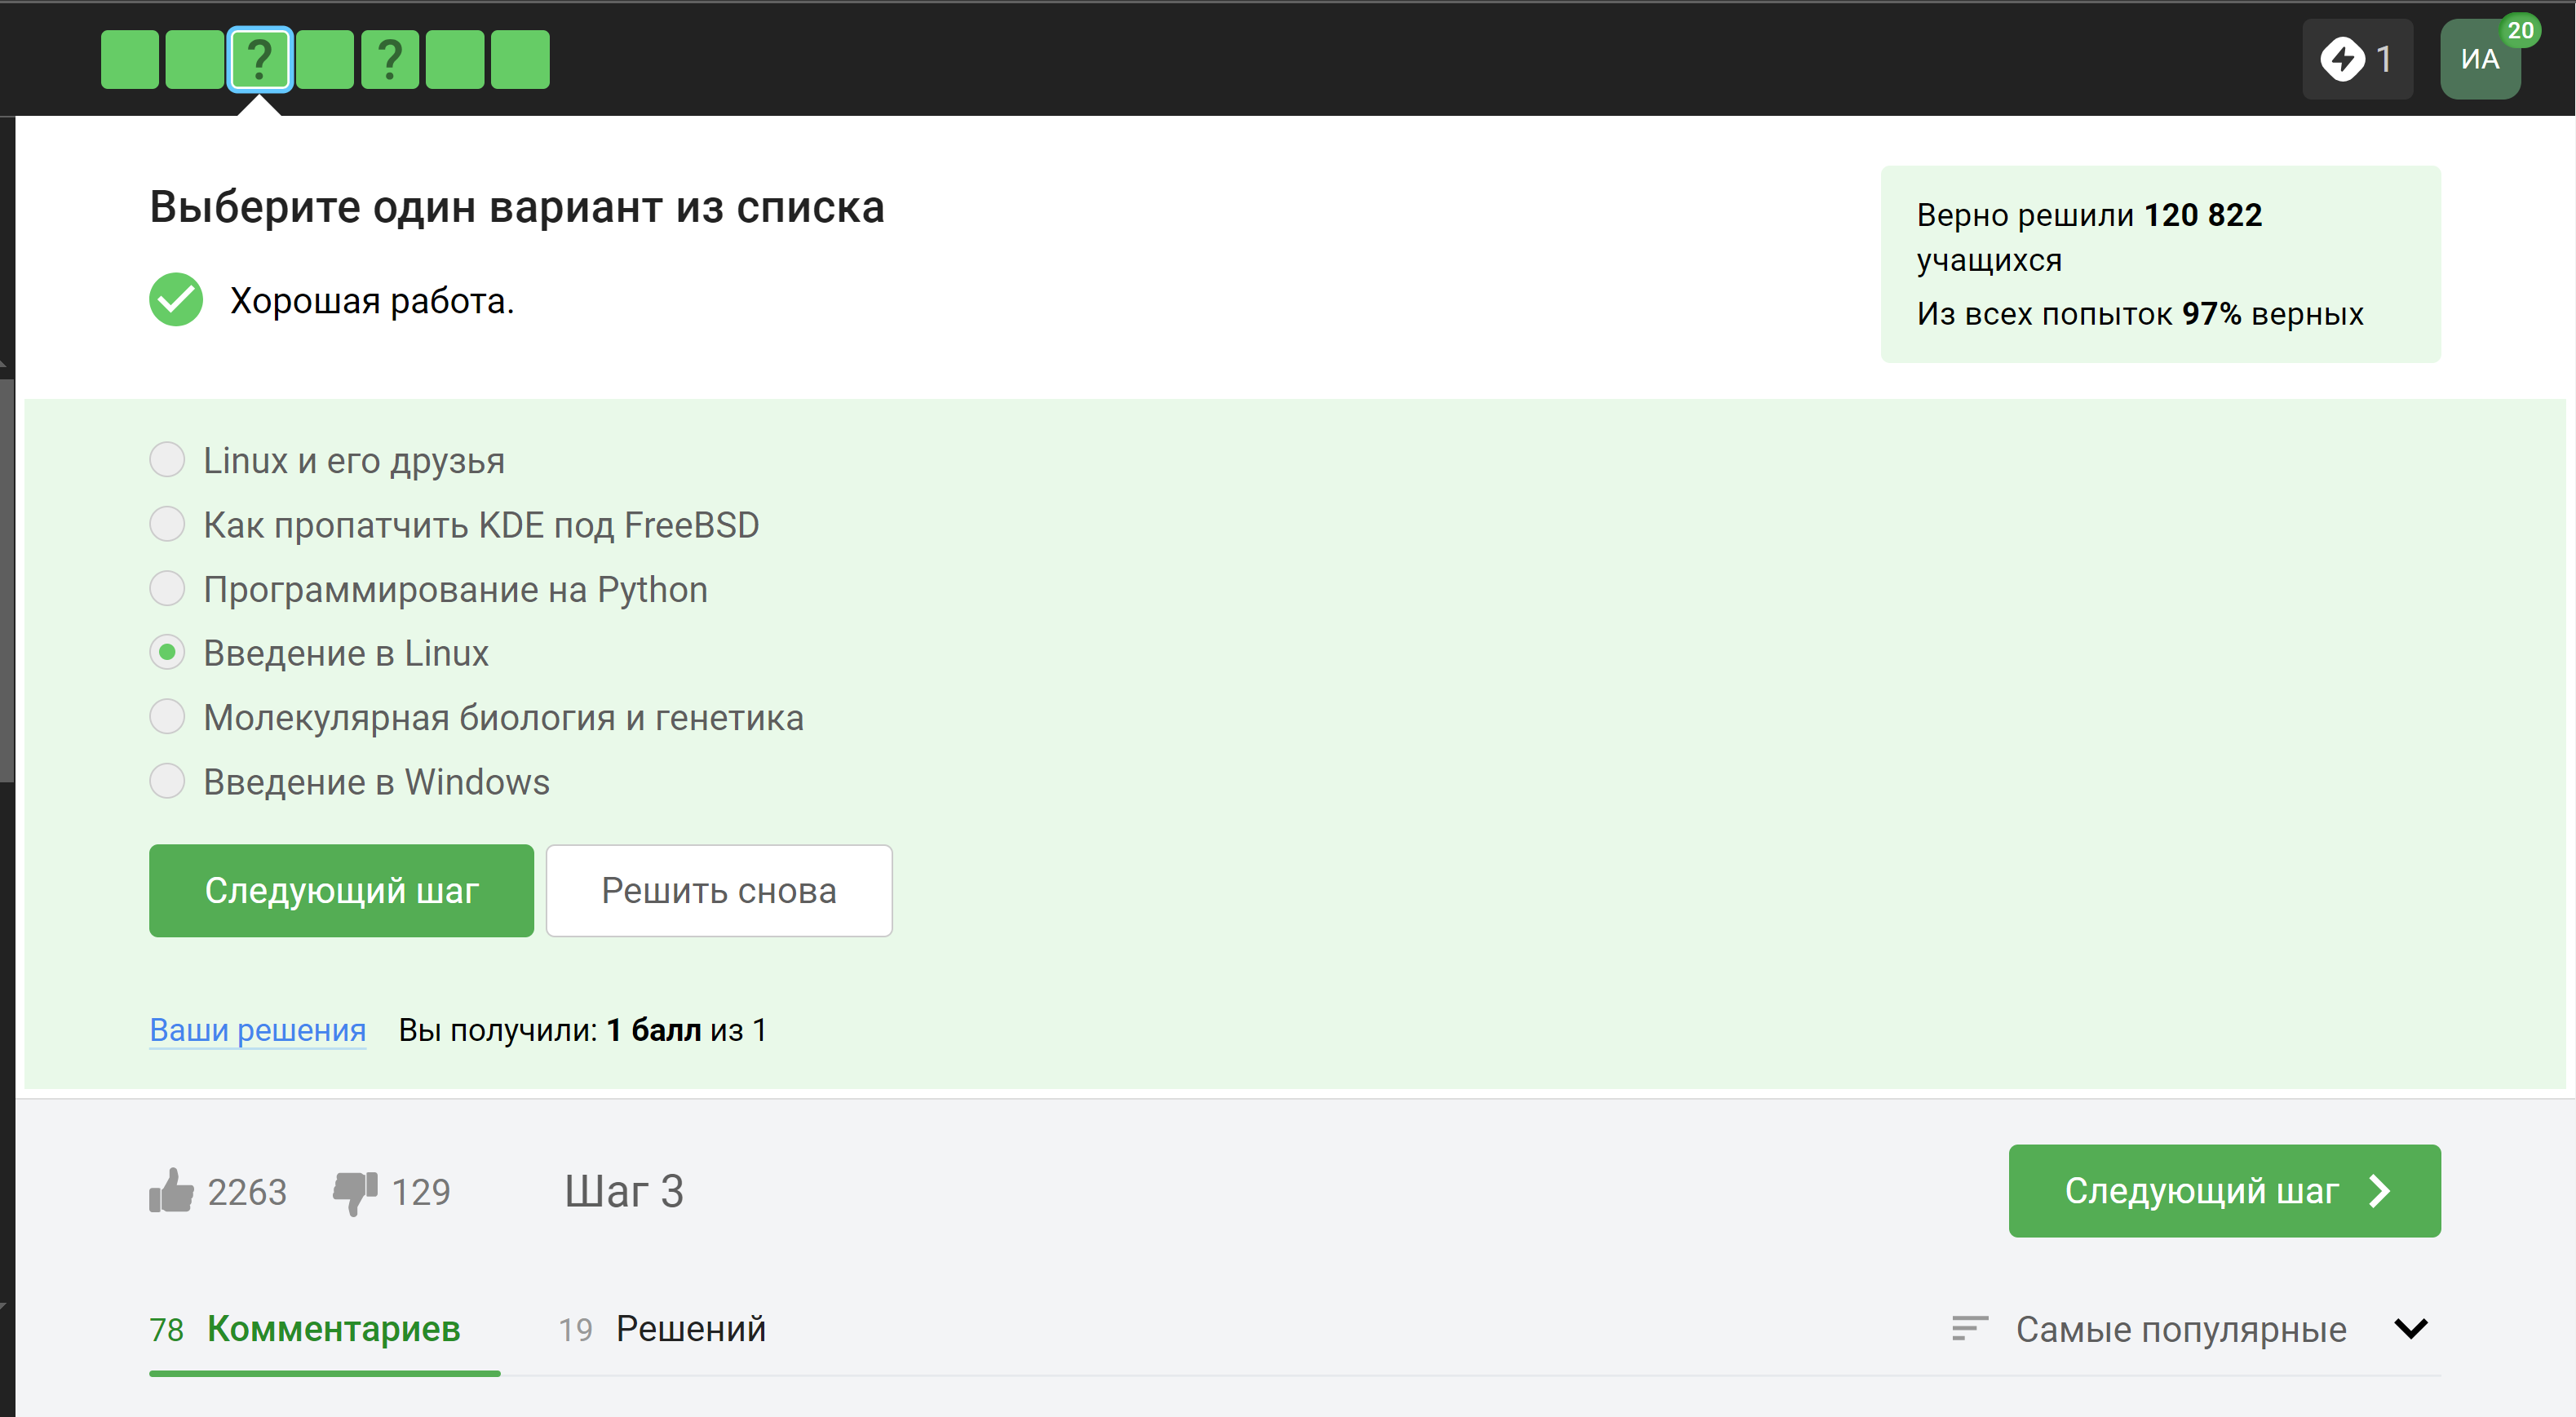 ? ?
1
ИА
20
Выберите один вариант из списка
Хорошая работа.
Верно решили 120 822
учащихся
Из всех попыток 97% верных
Linux и его друзья
Как пропатчить KDE под FreeBSD
Программирование на Python
Введение в Linux
Молекулярная биология и генетика
Введение в Windows
Следующий шаг
Решить снова
Ваши решения
Вы получили: 1 балл из 1
2263
129
Шаг 3
Следующий шаг
78 Комментариев
19 Решений
Самые популярные